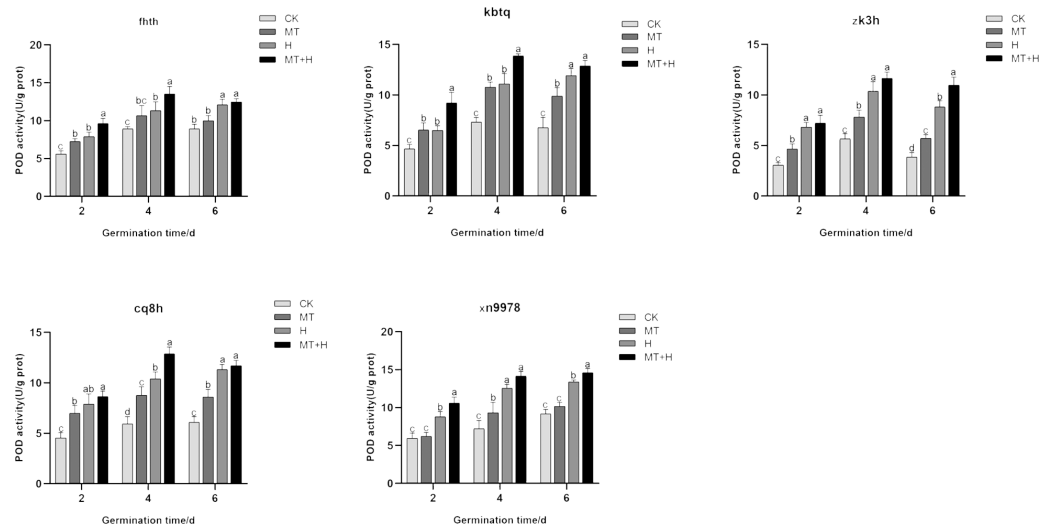 fhth
CK
MT
H
MT+H
POD activity(U/g prot)
20
15
10
5
0
c b b a
c bc b a
b b a a
2 4 6
Germination time/d
kbtq
CK
MT
H
MT+H
POD activity(U/g prot)
15
10
5
0
c b b a
c b b a
c b a a
2 4 6
Germination time/d
zk3h
CK
MT
H
MT+H
POD activity(U/g prot)
15
10
5
0
c b a a
c b a a
d c b a
2 4 6
Germination time/d
cq8h
CK
MT
H
MT+H
POD activity(U/g prot)
15
10
5
0
c b ab a
d c b a
c b a a
2 4 6
Germination time/d
xn9978
CK
MT
H
MT+H
POD activity(U/g prot)
20
15
10
5
0
c c b a
c b a a
c c b a
2 4 6
Germination time/d